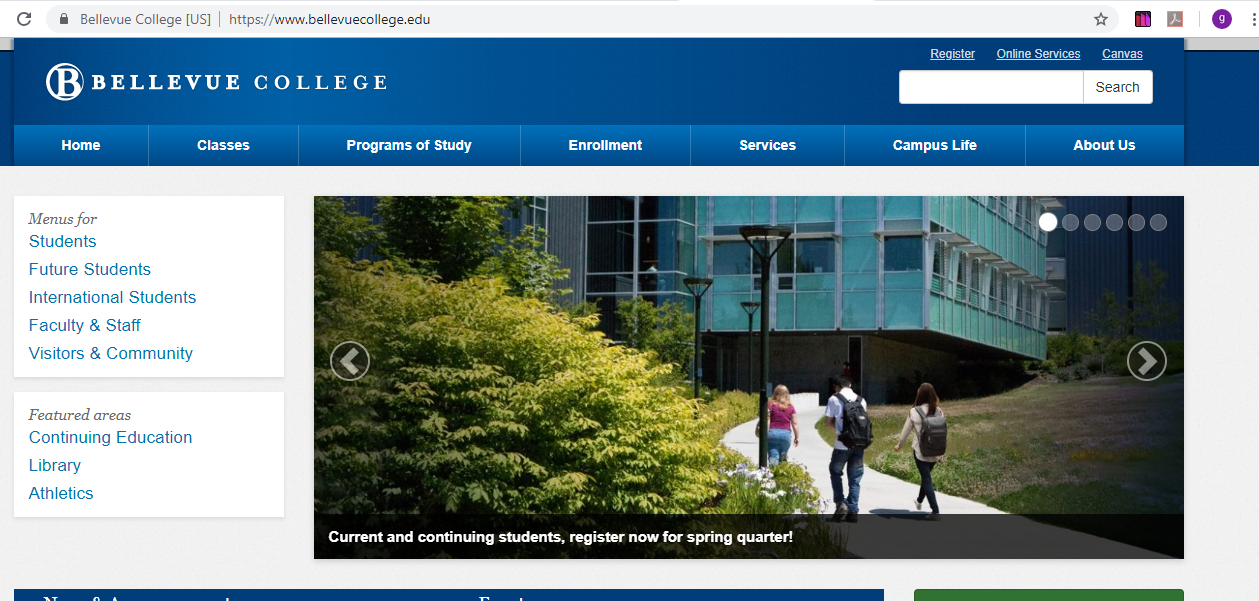 Bellevue College [US] | https://www.bellevuecollege.edu
g
Register Online Services Canvas
B BELLEVUE COLLEGE
Search
Home Classes Programs of Study Enrollment Services Campus Life About Us
Menus for
Students
Future Students
International Students
Faculty & Staff
Visitors & Community
Featured areas
Continuing Education
Library
Athletics
Current and continuing students, register now for spring quarter!